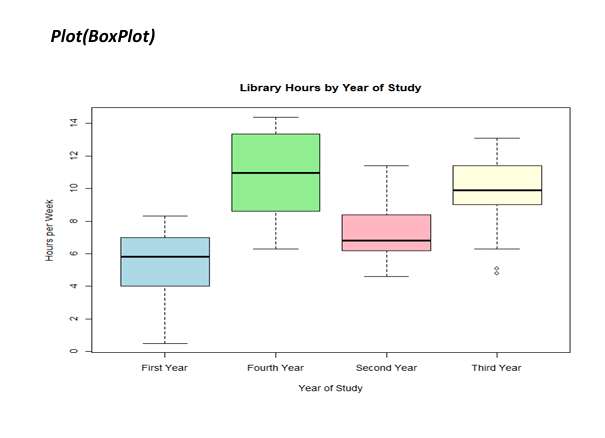 Plot(BoxPlot)
Library Hours by Year of Study
Hours per Week
14
12
10
8
6
4
2
0
First Year Fourth Year Second Year Third Year
Year of Study